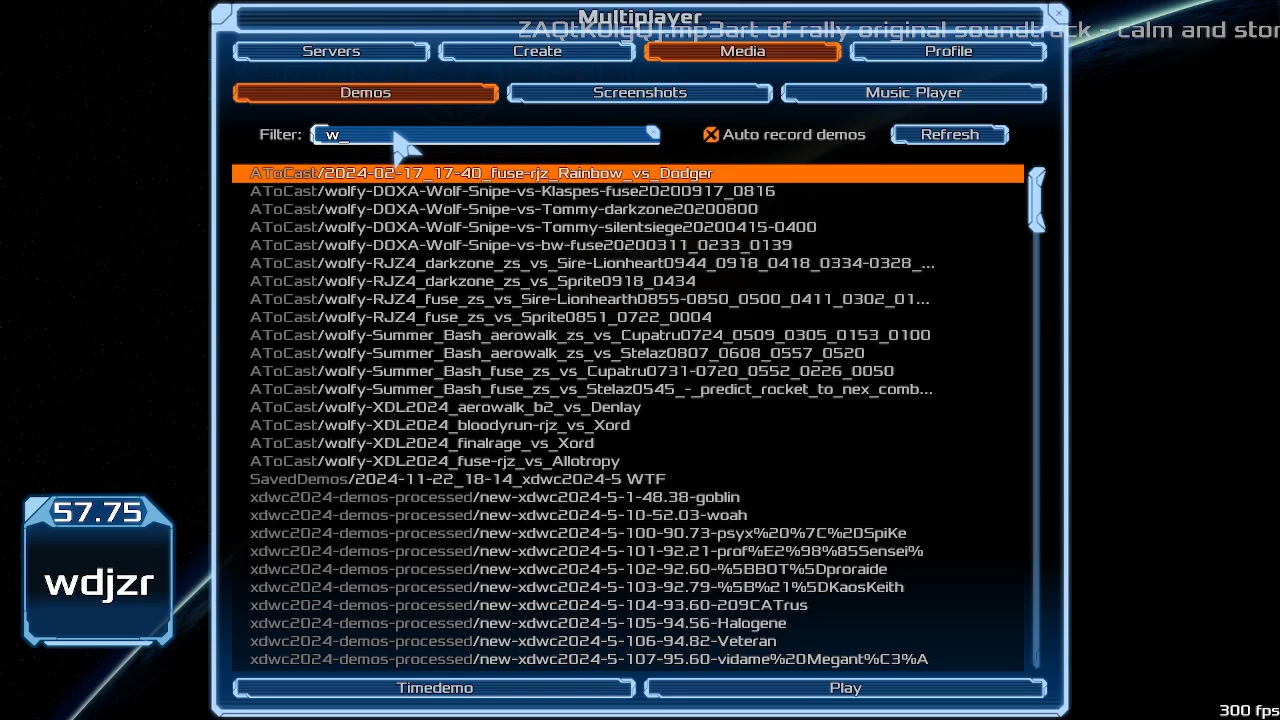 Multiplayer
ZAQtK0IgQ].mp3art of rally original soundtrack - calm and stor
Servers Create Media Profile
Demos Screenshots Music Player
Filter: w_ Auto record demos Refresh
AToCast/2024-02-17_17-40_fuse-rjz_Rainbow_vs_Dodger
AToCast/wolfy-DOXA-Wolf-Snipe-vs-Klaspes-fuse20200917_0816
AToCast/wolfy-DOXA-Wolf-Snipe-vs-Tommy-darkzone20200800
AToCast/wolfy-DOXA-Wolf-Snipe-vs-Tommy-silentsiege20200415-0400
AToCast/wolfy-DOXA-Wolf-Snipe-vs-bw-fuse20200311_0233_0139
AToCast/wolfy-RJZ4_darkzone_zs_vs_Sire-Lionheart0944_0918_0418_0334-0328_...
AToCast/wolfy-RJZ4_darkzone_zs_vs_Sprite0918_0434
AToCast/wolfy-RJZ4_fuse_zs_vs_Sire-Lionhearth0855-0850_0500_0411_0302_01...
AToCast/wolfy-RJZ4_fuse_zs_vs_Sprite0851_0722_0004
AToCast/wolfy-Summer_Bash_aerowalk_zs_vs_Cupatru0724_0509_0305_0153_0100
AToCast/wolfy-Summer_Bash_aerowalk_zs_vs_Stelaz0807_0608_0557_0520
AToCast/wolfy-Summer_Bash_fuse_zs_vs_Cupatru0731-0720_0552_0226_0050
AToCast/wolfy-Summer_Bash_fuse_zs_vs_Stelaz0545_-_predict_rocket_to_nex_comb...
AToCast/wolfy-XDL2024_aerowalk_b2_vs_Denlay
AToCast/wolfy-XDL2024_bloodyrun-rjz_vs_Xord
AToCast/wolfy-XDL2024_finalrage_vs_Xord
AToCast/wolfy-XDL2024_fuse-rjz_vs_Allotropy
SavedDemos/2024-11-22_18-14_xdwc2024-5 WTF
xdwc2024-demos-processed/new-xdwc2024-5-1-48.38-goblin
xdwc2024-demos-processed/new-xdwc2024-5-10-52.03-woah
xdwc2024-demos-processed/new-xdwc2024-5-100-90.73-psyx%20%7C%20SpiKe
xdwc2024-demos-processed/new-xdwc2024-5-101-92.21-prof%E2%98%85Sensei%
xdwc2024-demos-processed/new-xdwc2024-5-102-92.60-%5BBOT%5Dproraide
xdwc2024-demos-processed/new-xdwc2024-5-103-92.79-%5B%21%5DKaosKeith
xdwc2024-demos-processed/new-xdwc2024-5-104-93.60-209CATrus
xdwc2024-demos-processed/new-xdwc2024-5-105-94.56-Halogene
xdwc2024-demos-processed/new-xdwc2024-5-106-94.82-Veteran
xdwc2024-demos-processed/new-xdwc2024-5-107-95.60-vidame%20Megant%C3%A
57.75
wdjzr
Timedemo Play
300 fps